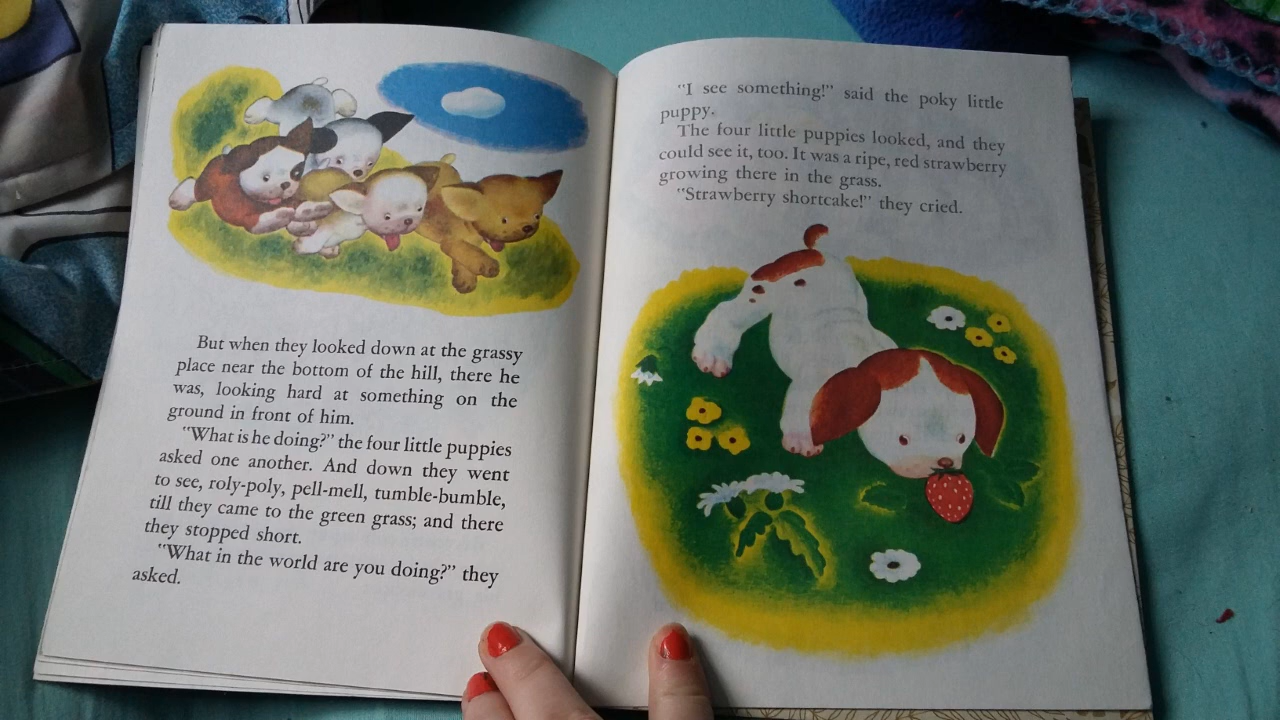 But when they looked down at the grassy
place near the bottom of the hill, there he
was, looking hard at something on the
ground in front of him.
"What is he doing?" the four little puppies
asked one another. And down they went
to see, roly-poly, pell-mell, tumble-bumble,
till they came to the green grass; and there
they stopped short.
"What in the world are you doing?" they
asked.
"I see something!" said the poky little
puppy.
The four little puppies looked, and they
could see it, too. It was a ripe, red strawberry
growing there in the grass.
"Strawberry shortcake!" they cried.